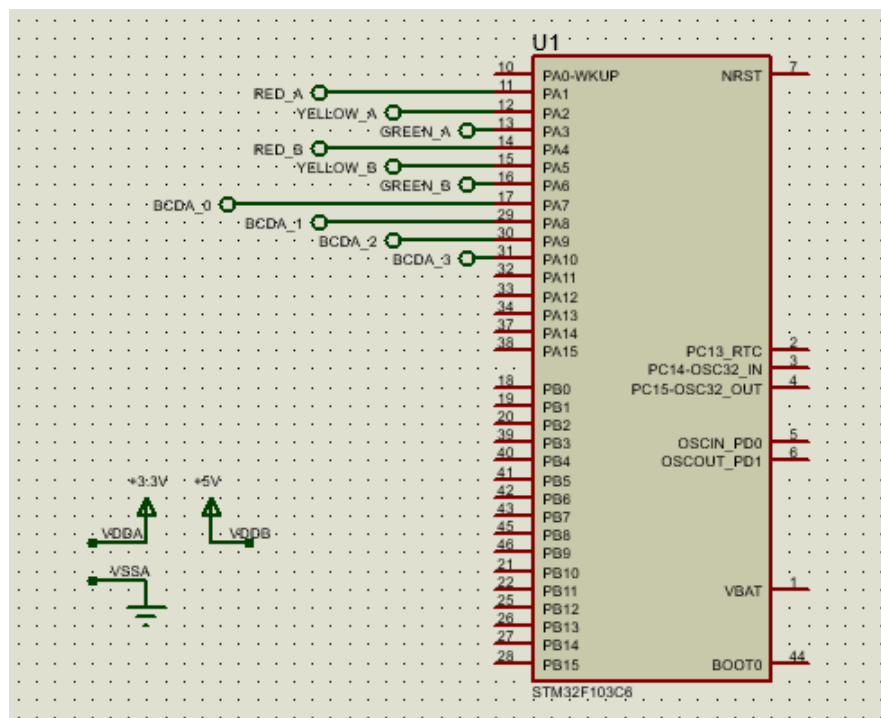 U1
10 PA0-WKUP NRST 7
RED_A 11 PA1
YELLOW_A 12 PA2
GREEN_A 13 PA3
RED_B 14 PA4
YELLOW_B 15 PA5
GREEN_B 16 PA6
BCDA_0 17 PA7
BCDA_1 29 PA8
BCDA_2 30 PA9
BCDA_3 31 PA10
32 PA11
33 PA12
34 PA13
37 PA14
38 PA15 PC13_RTC 2
PC14-OSC32_IN 3
18 PB0 PC15-OSC32_OUT 4
19 PB1
20 PB2
39 PB3 OSCIN_PD0 5
40 PB4 OSCOUT_PD1 6
+3.3V +5V 41 PB5
42 PB6
43 PB7
VDDA VDDB 45 PB8
46 PB9
VSSA 21 PB10
22 PB11 VBAT 1
25 PB12
26 PB13
27 PB14
28 PB15 BOOT0 44
STM32F103C6